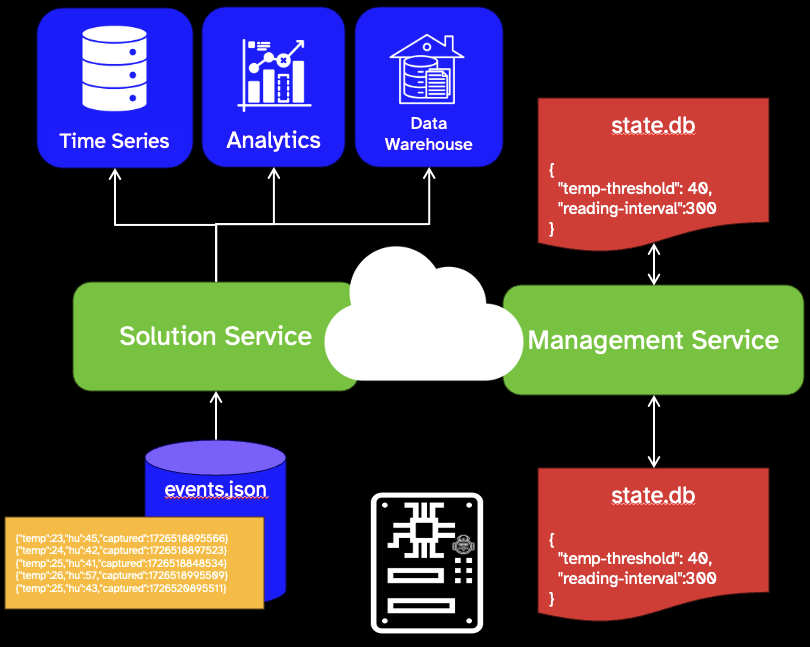 Time Series
Analytics
Data
Warehouse
state.db
{
"temp-threshold": 40,
"reading-interval":300
}
Solution Service
Management Service
events.json
{"temp":23,"hu":45,"captured":1726518895566}
{"temp":24,"hu":42,"captured":1726518897523}
{"temp":25,"hu":41,"captured":1726518848534}
{"temp":26,"hu":57,"captured":1726518995509}
{"temp":25,"hu":43,"captured":1726520895511}
state.db
{
"temp-threshold": 40,
"reading-interval":300
}